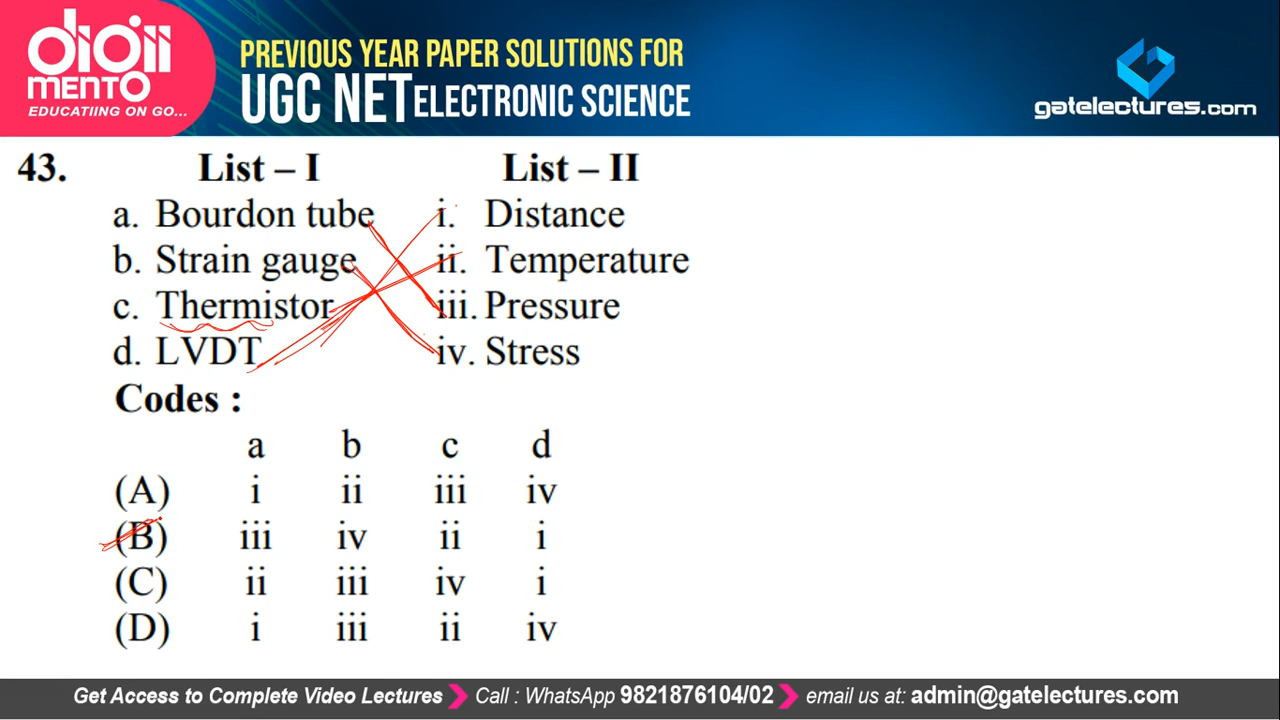 dıgıı
MENTO
EDUCATIING ON GO...
PREVIOUS YEAR PAPER SOLUTIONS FOR
UGC NET ELECTRONIC SCIENCE
gatelectures.com
43. List – I List – II
a. Bourdon tube i. Distance
b. Strain gauge ii. Temperature
c. Thermistor iii. Pressure
d. LVDT iv. Stress
Codes :
a b c d
(A) i ii iii iv
(B) iii iv ii i
(C) ii iii iv i
(D) i iii ii iv
Get Access to Complete Video Lectures Call : WhatsApp 9821876104/02 email us at: admin@gatelectures.com